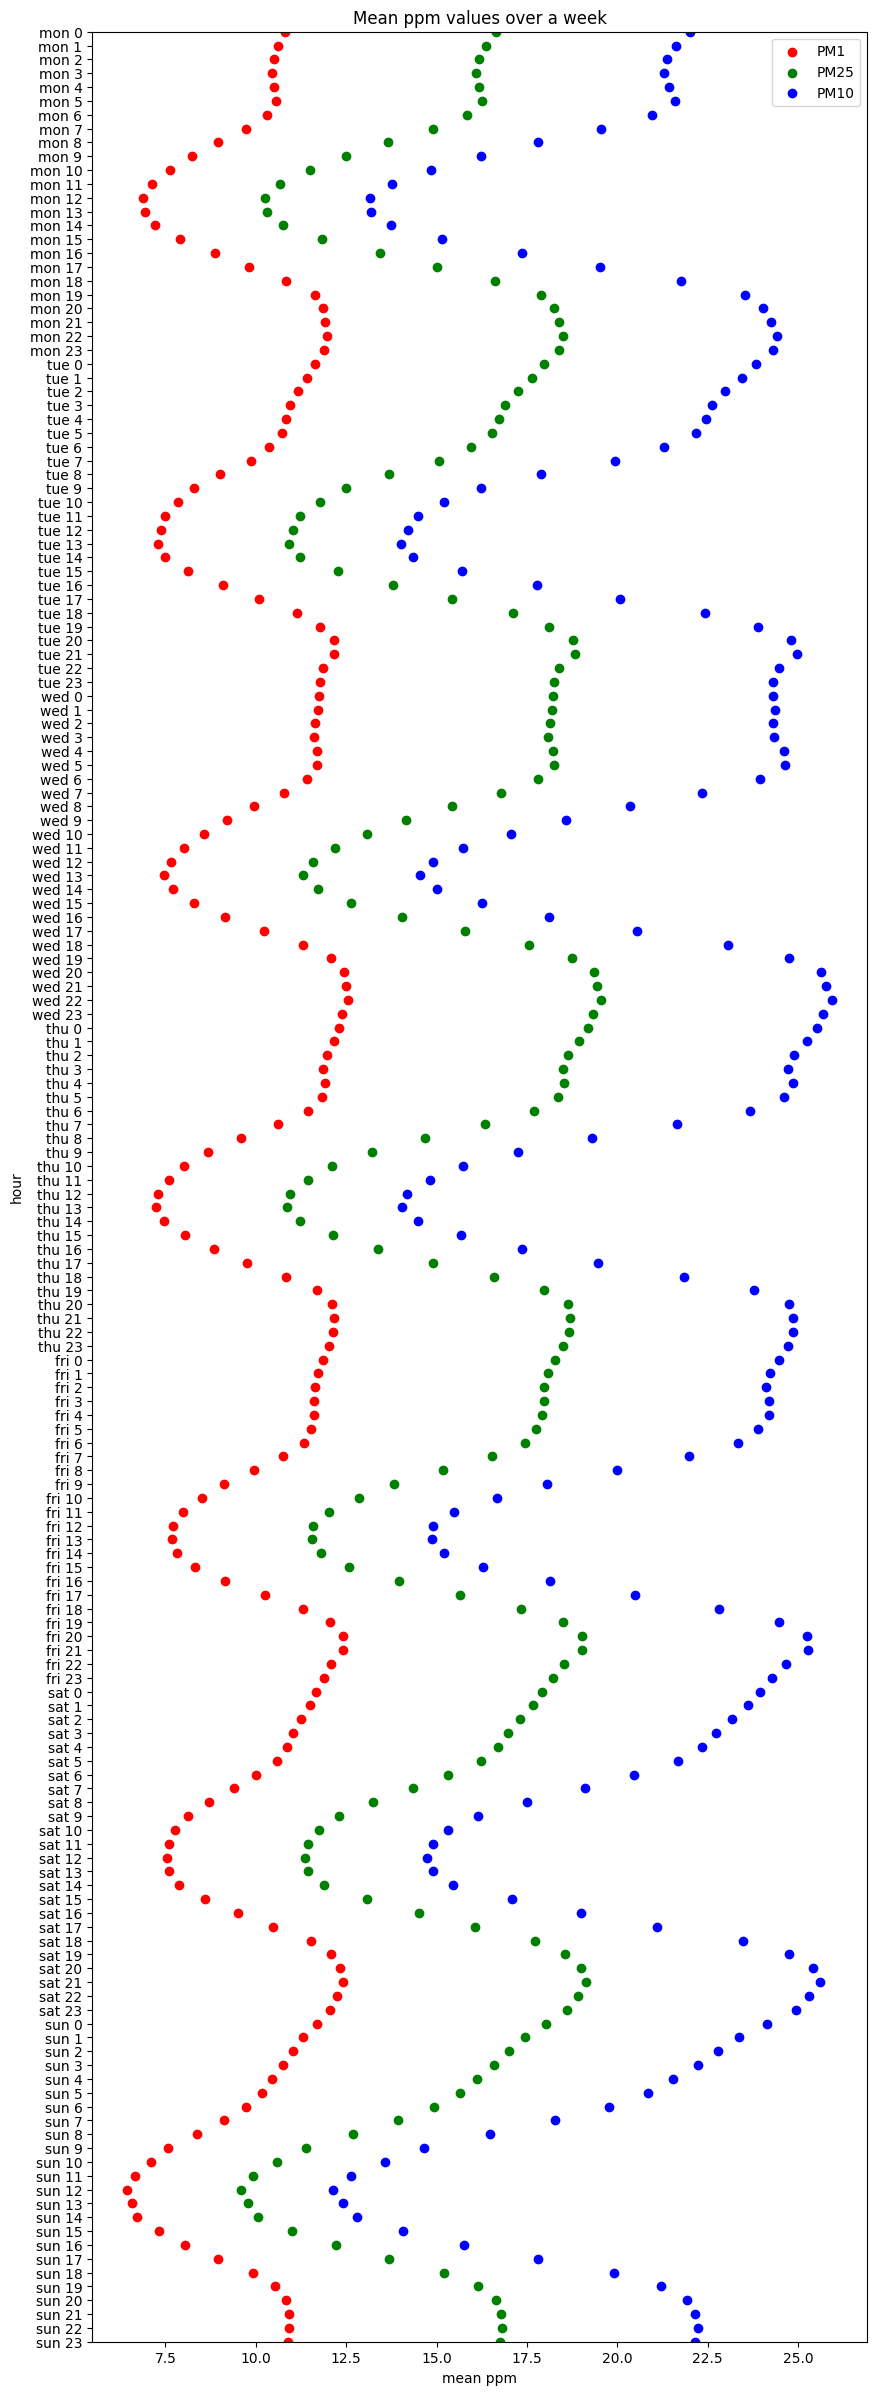 Mean ppm values over a week
PM1
PM25
PM10
mon 0
mon 1
mon 2
mon 3
mon 4
mon 5
mon 6
mon 7
mon 8
mon 9
mon 10
mon 11
mon 12
mon 13
mon 14
mon 15
mon 16
mon 17
mon 18
mon 19
mon 20
mon 21
mon 22
mon 23
tue 0
tue 1
tue 2
tue 3
tue 4
tue 5
tue 6
tue 7
tue 8
tue 9
tue 10
tue 11
tue 12
tue 13
tue 14
tue 15
tue 16
tue 17
tue 18
tue 19
tue 20
tue 21
tue 22
tue 23
wed 0
wed 1
wed 2
wed 3
wed 4
wed 5
wed 6
wed 7
wed 8
wed 9
wed 10
wed 11
wed 12
wed 13
wed 14
wed 15
wed 16
wed 17
wed 18
wed 19
wed 20
wed 21
wed 22
wed 23
thu 0
thu 1
thu 2
thu 3
thu 4
thu 5
thu 6
thu 7
thu 8
thu 9
thu 10
thu 11
thu 12
thu 13
thu 14
thu 15
thu 16
thu 17
thu 18
thu 19
thu 20
thu 21
thu 22
thu 23
fri 0
fri 1
fri 2
fri 3
fri 4
fri 5
fri 6
fri 7
fri 8
fri 9
fri 10
fri 11
fri 12
fri 13
fri 14
fri 15
fri 16
fri 17
fri 18
fri 19
fri 20
fri 21
fri 22
fri 23
sat 0
sat 1
sat 2
sat 3
sat 4
sat 5
sat 6
sat 7
sat 8
sat 9
sat 10
sat 11
sat 12
sat 13
sat 14
sat 15
sat 16
sat 17
sat 18
sat 19
sat 20
sat 21
sat 22
sat 23
sun 0
sun 1
sun 2
sun 3
sun 4
sun 5
sun 6
sun 7
sun 8
sun 9
sun 10
sun 11
sun 12
sun 13
sun 14
sun 15
sun 16
sun 17
sun 18
sun 19
sun 20
sun 21
sun 22
sun 23
hour
7.5 10.0 12.5 15.0 17.5 20.0 22.5 25.0
mean ppm